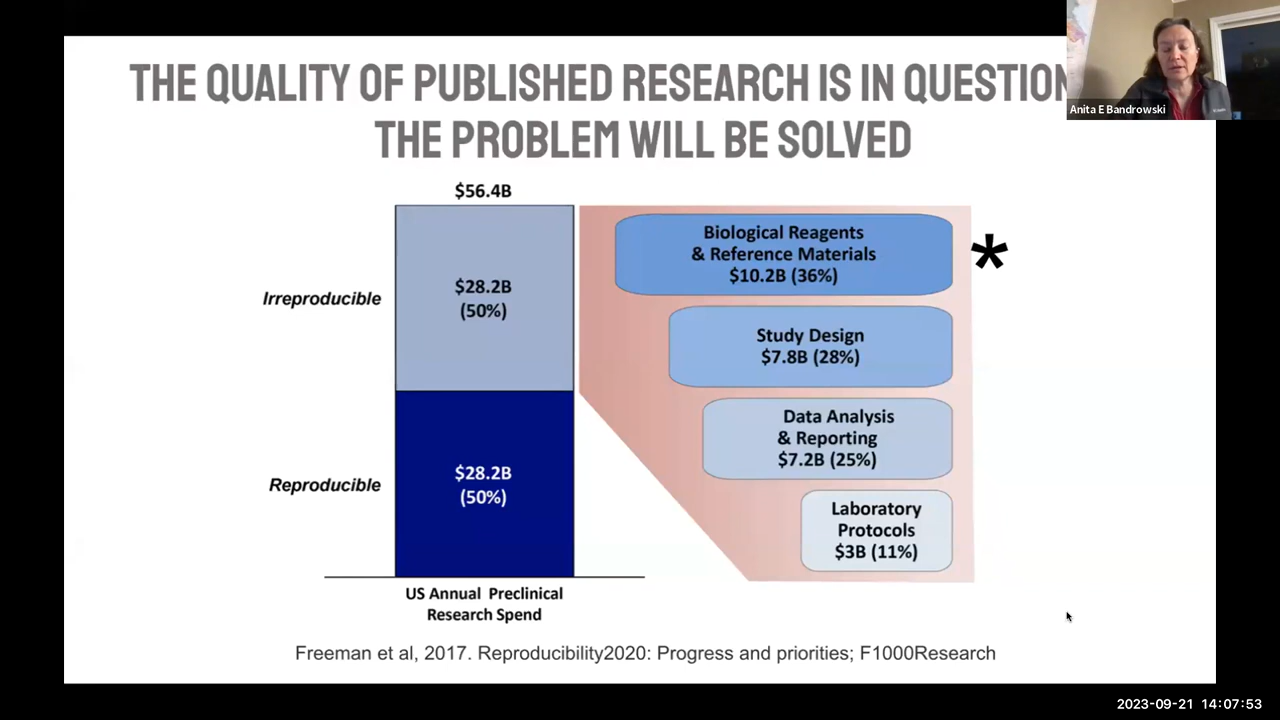 THE QUALITY OF PUBLISHED RESEARCH IS IN QUESTION
THE PROBLEM WILL BE SOLVED
Anita E Bandrowski
$56.4B
$28.2B
(50%)
Irreproducible
$28.2B
(50%)
Reproducible
US Annual Preclinical
Research Spend
Biological Reagents
& Reference Materials
$10.2B (36%)
*
Study Design
$7.8B (28%)
Data Analysis
& Reporting
$7.2B (25%)
Laboratory
Protocols
$3B (11%)
Freeman et al, 2017. Reproducibility2020: Progress and priorities; F1000Research
2023-09-21 14:07:53